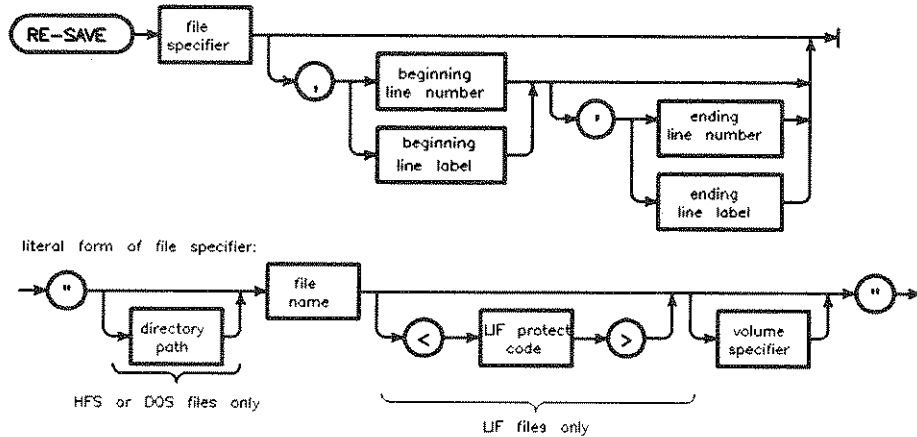 RE-SAVE
file
specifier
,
beginning
line number
beginning
line label
,
ending
line number
ending
line label
literal form of file specifier:
"
directory
path
file
name
<
LIF protect
code
>
volume
specifier
"
HFS or DOS files only
LIF files only